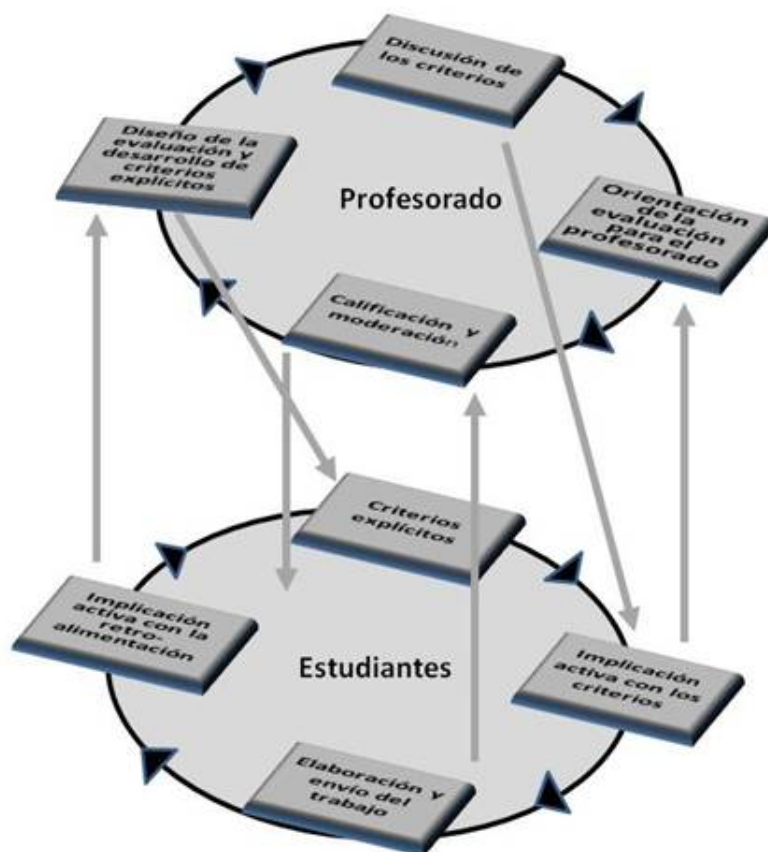 Discusión de
los criterios
Diseño de la
evaluación y
desarrollo de
criterios
explícitos
Profesorado
Orientación
de la
evaluación
para el
profesorado
Calificación y
moderación
Criterios
explícitos
Implicación
activa con la
retro-
alimentación
Estudiantes
Implicación
activa con los
criterios
Elaboración y
envío del
trabajo